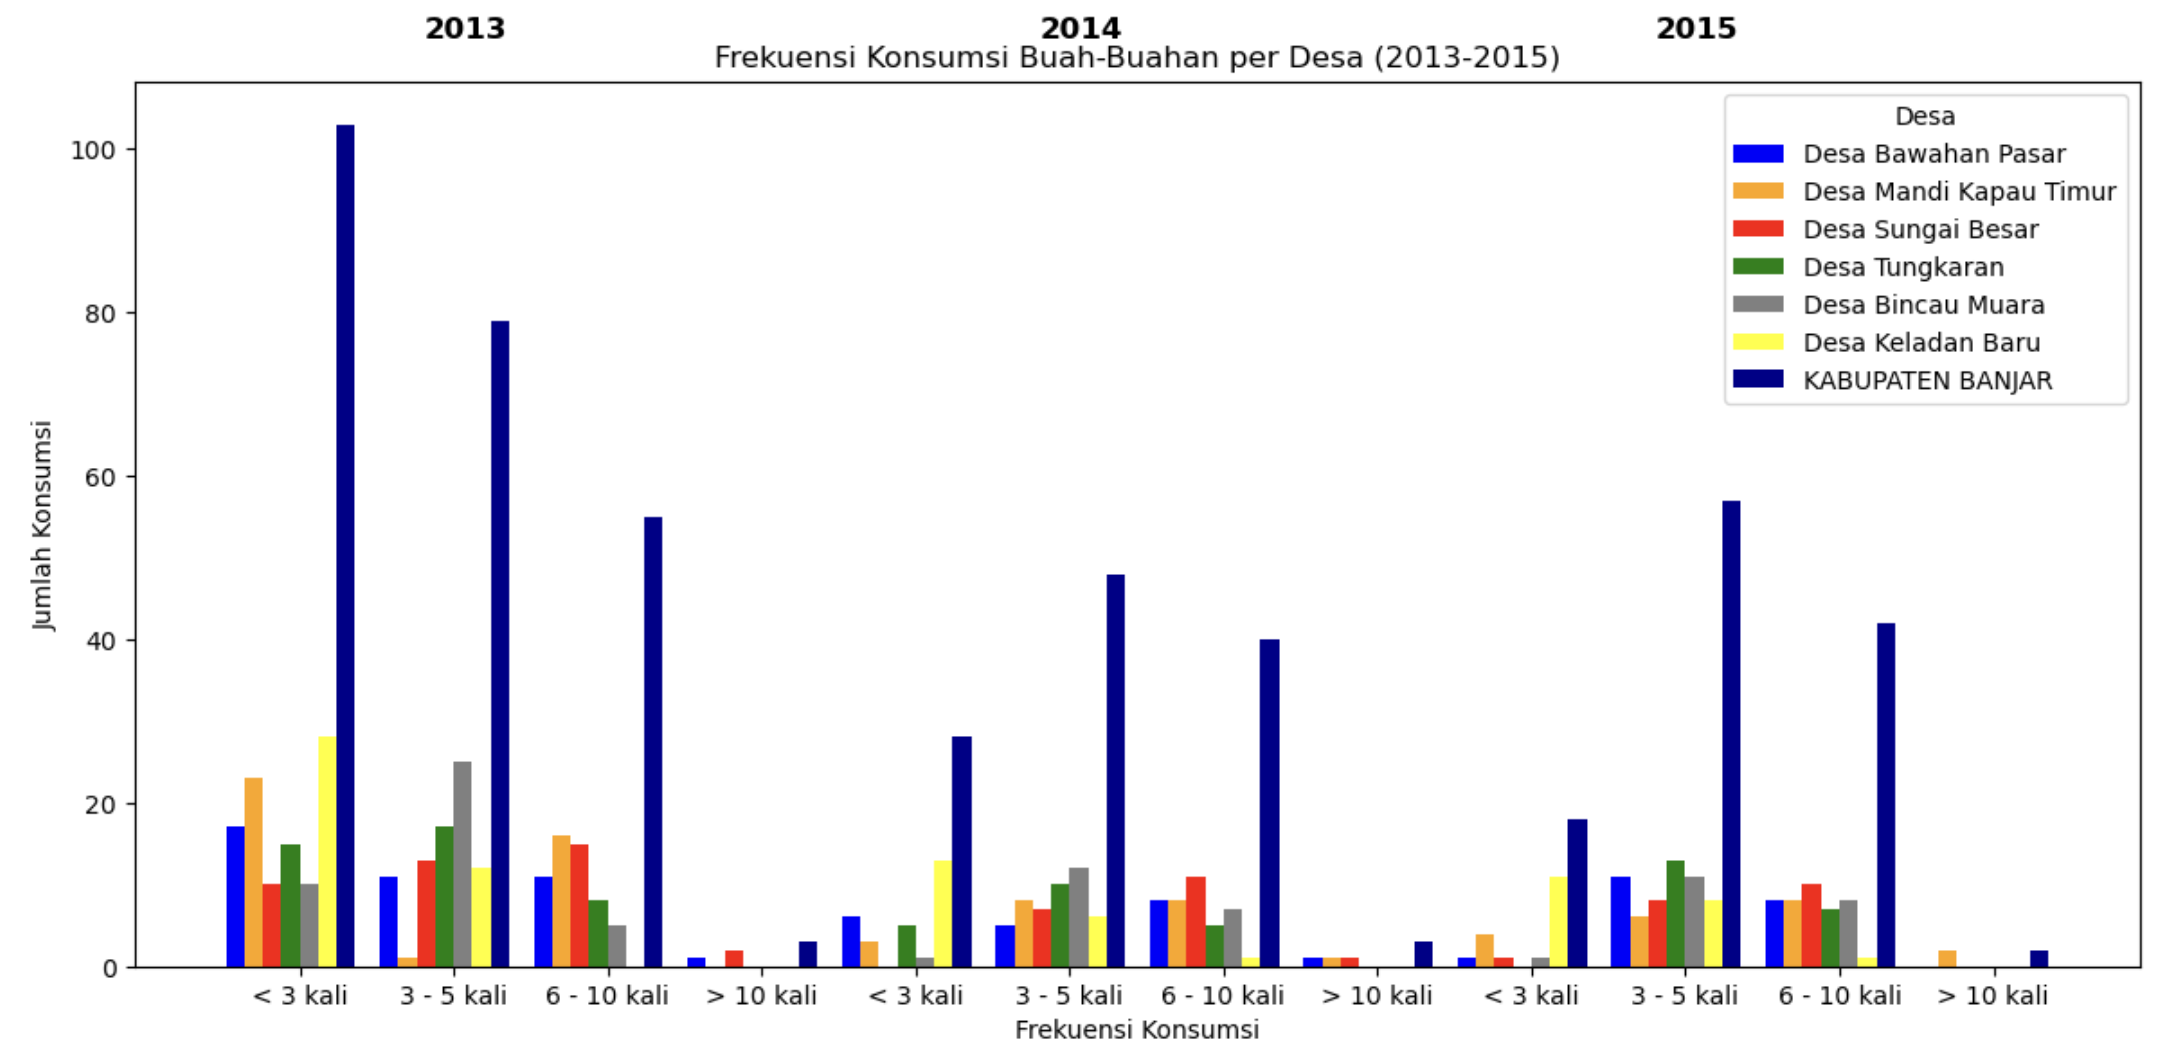 2013 2014 2015
Frekuensi Konsumsi Buah-Buahan per Desa (2013-2015)
Desa
Desa Bawahan Pasar
Desa Mandi Kapau Timur
Desa Sungai Besar
Desa Tungkaran
Desa Bincau Muara
Desa Keladan Baru
KABUPATEN BANJAR
Jumlah Konsumsi
100
80
60
40
20
0
< 3 kali 3 - 5 kali 6 - 10 kali > 10 kali < 3 kali 3 - 5 kali 6 - 10 kali > 10 kali < 3 kali 3 - 5 kali 6 - 10 kali > 10 kali
Frekuensi Konsumsi